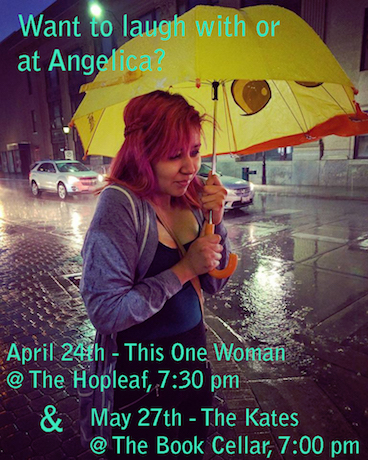 Want to laugh with or
at Angelica?
April 24th - This One Woman
@ The Hopleaf, 7:30 pm
& May 27th - The Kates
@ The Book Cellar, 7:00 pm